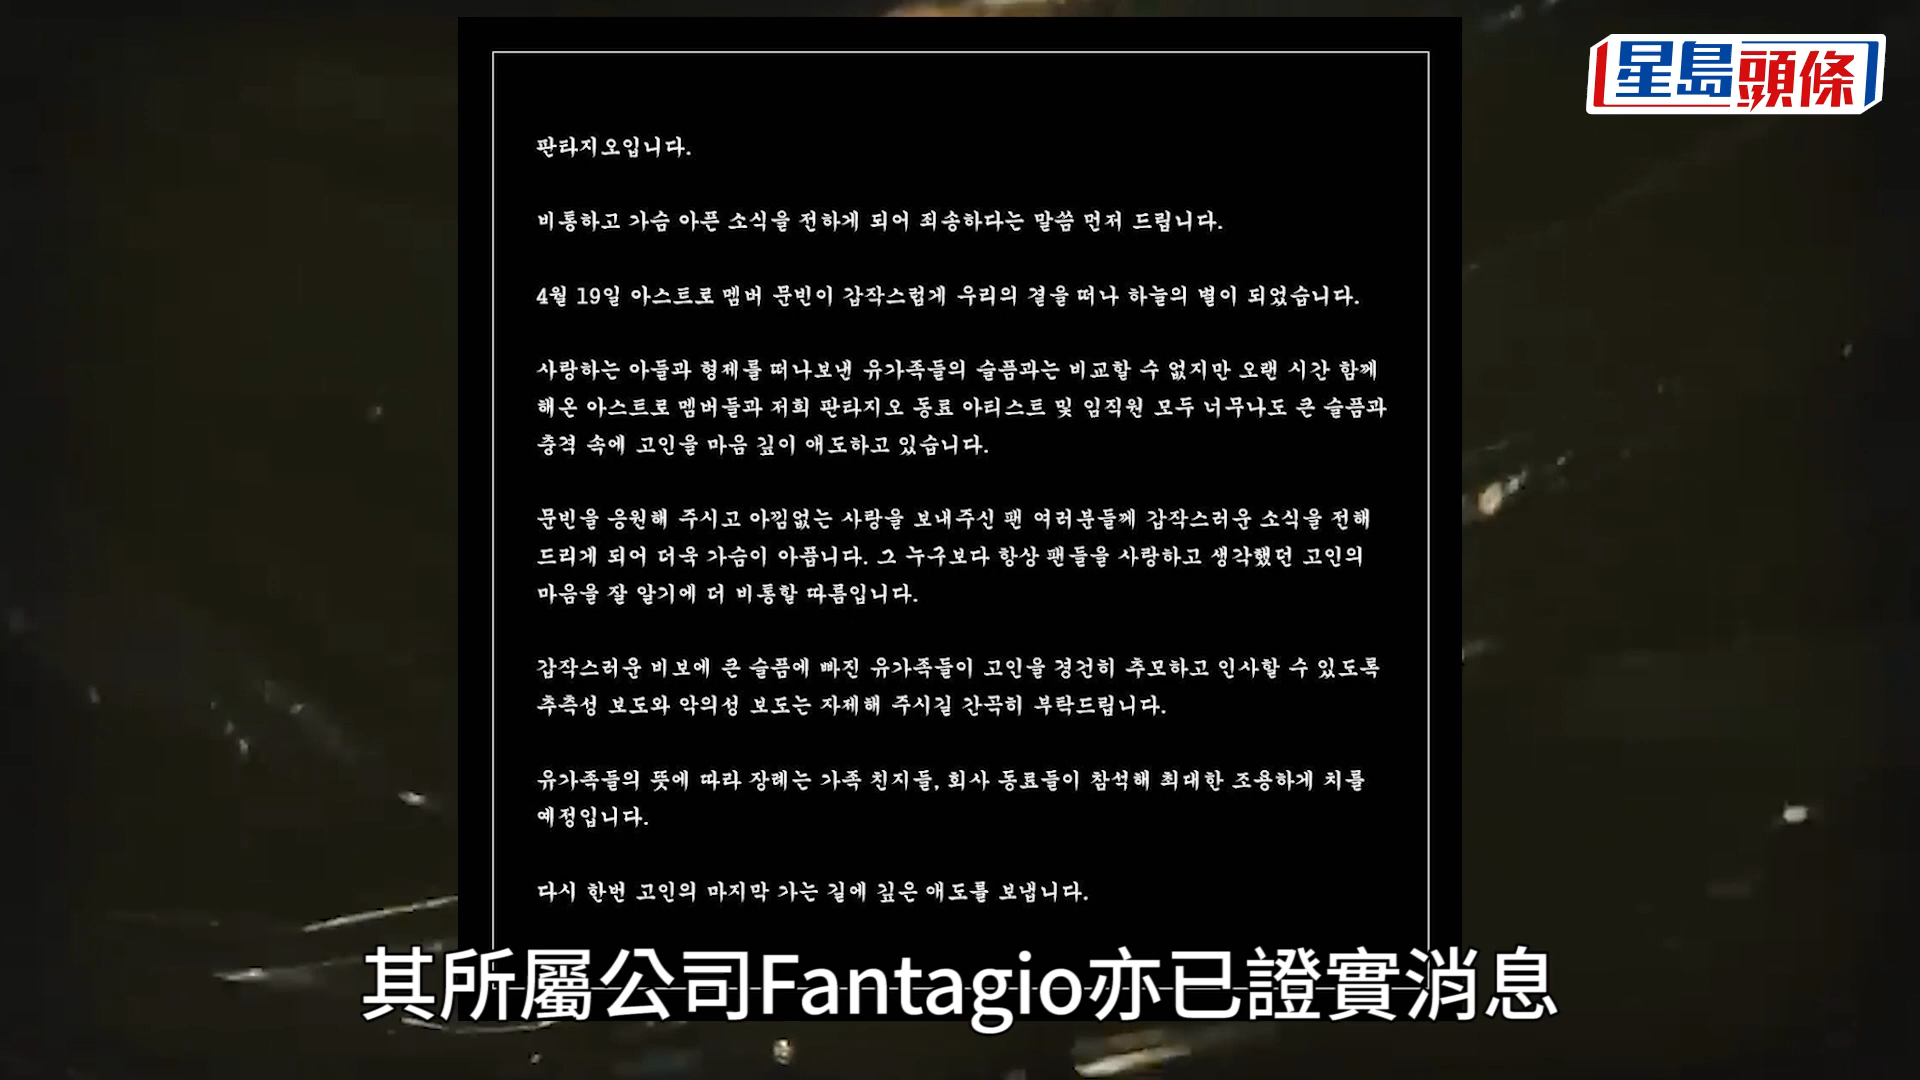 星島頭條
판타지오입니다.
비통하고 가슴 아픈 소식을 전하게 되어 죄송하다는 말씀 먼저 드립니다.
4월 19일 아스트로 멤버 문빈이 갑작스럽게 우리의 곁을 떠나 하늘의 별이 되었습니다.
사랑하는 아들과 형제를 떠나보낸 유가족들의 슬픔과는 비교할 수 없지만 오랜 시간 함께
해온 아스트로 멤버들과 저희 판타지오 동료 아티스트 및 임직원 모두 너무나도 큰 슬픔과
충격 속에 고인을 마음 깊이 애도하고 있습니다.
문빈을 응원해 주시고 아낌없는 사랑을 보내주신 팬 여러분들께 갑작스러운 소식을 전해
드리게 되어 더욱 가슴이 아픕니다. 그 누구보다 항상 팬들을 사랑하고 생각했던 고인의
마음을 잘 알기에 더 비통할 따름입니다.
갑작스러운 비보에 큰 슬픔에 빠진 유가족들이 고인을 경건히 추모하고 인사할 수 있도록
추측성 보도와 악의성 보도는 자제해 주시길 간곡히 부탁드립니다.
유가족들의 뜻에 따라 장례는 가족 친지들, 회사 동료들이 참석해 최대한 조용하게 치를
예정입니다.
다시 한번 고인의 마지막 가는 길에 깊은 애도를 보냅니다.
其所屬公司Fantagio亦已證實消息